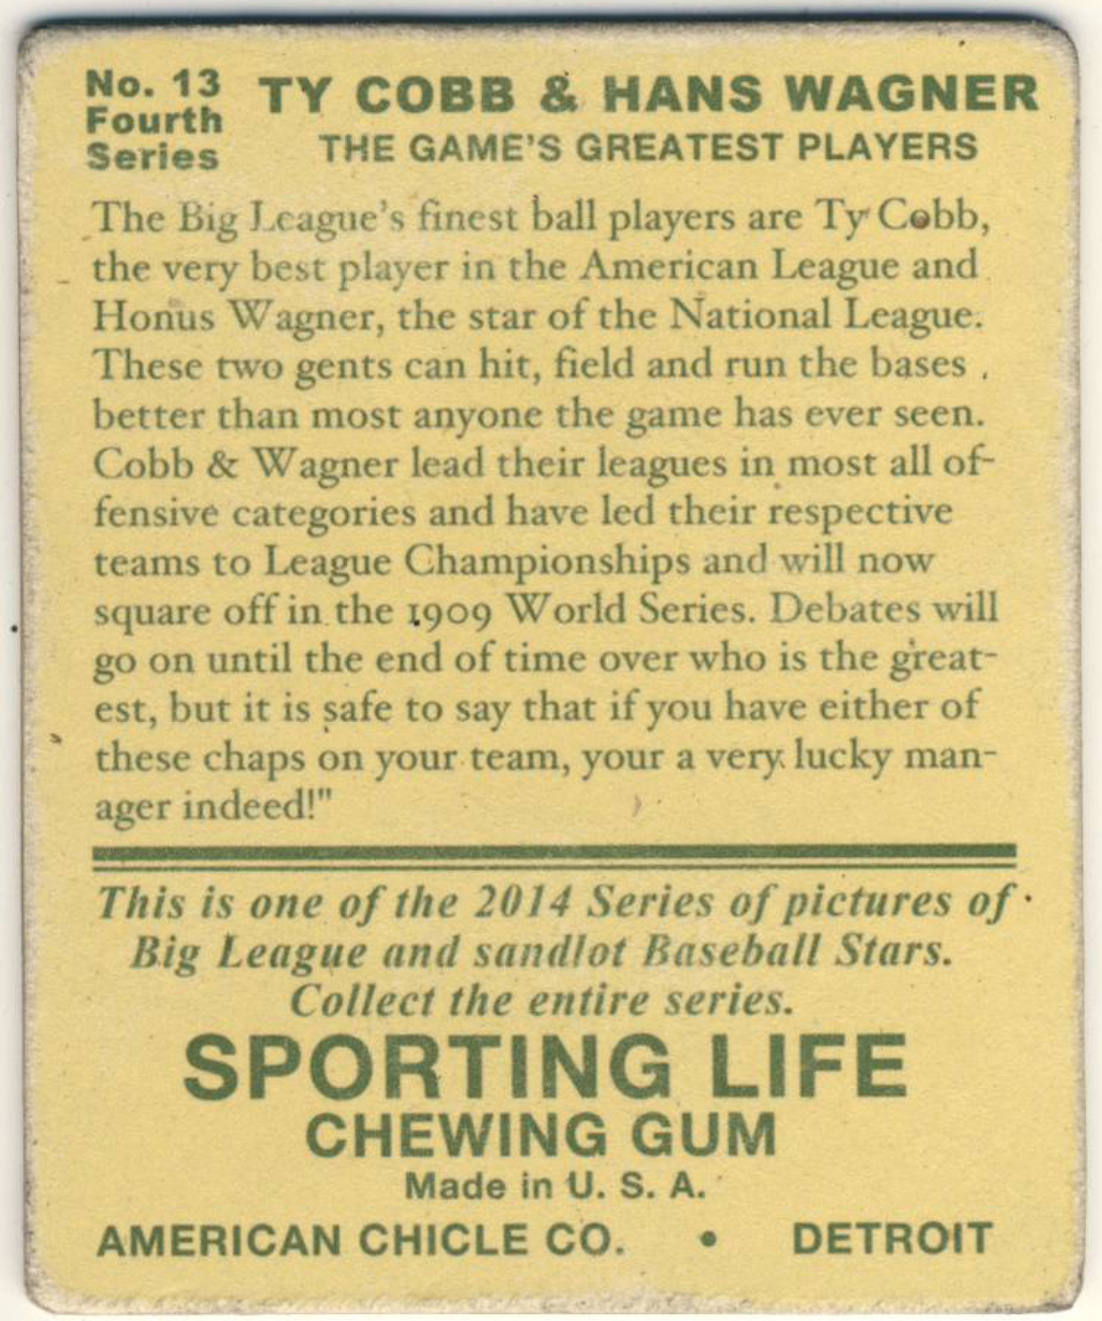 No. 13
Fourth
Series
TY COBB & HANS WAGNER
THE GAME'S GREATEST PLAYERS
The Big League's finest ball players are Ty Cobb,
the very best player in the American League and
Honus Wagner, the star of the National League.
These two gents can hit, field and run the bases
better than most anyone the game has ever seen.
Cobb & Wagner lead their leagues in most all of-
fensive categories and have led their respective
teams to League Championships and will now
square off in the 1909 World Series. Debates will
go on until the end of time over who is the great-
est, but it is safe to say that if you have either of
these chaps on your team, your a very lucky man-
ager indeed!"
This is one of the 2014 Series of pictures of
Big League and sandlot Baseball Stars.
Collect the entire series.
SPORTING LIFE
CHEWING GUM
Made in U. S. A.
AMERICAN CHICLE CO. • DETROIT